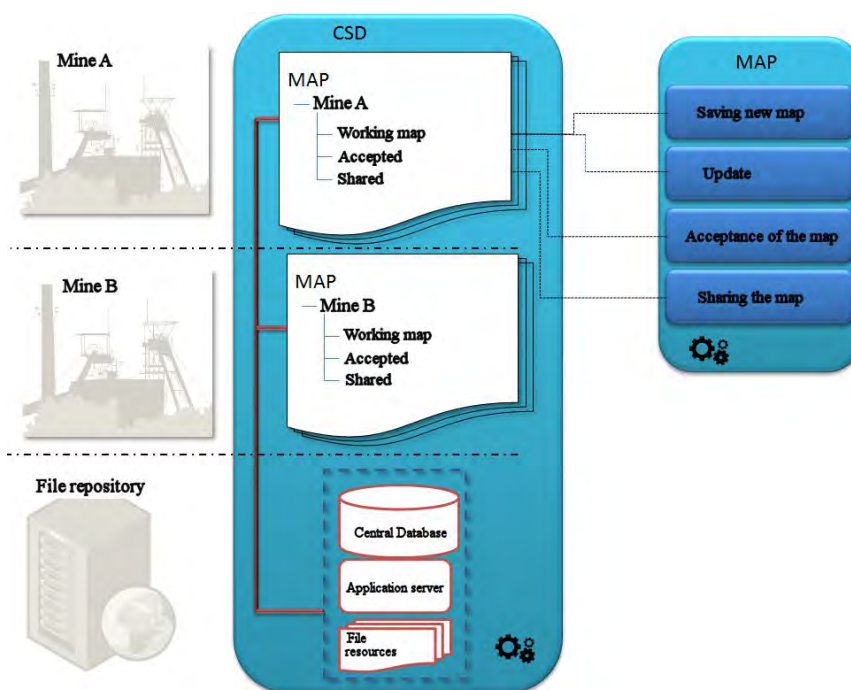 CSD
Mine A
MAP
Mine A
Working map
Accepted
Shared
MAP
Saving new map
Update
Acceptance of the map
Sharing the map
Mine B
MAP
Mine B
Working map
Accepted
Shared
File repository
Central Database
Application server
File
resources